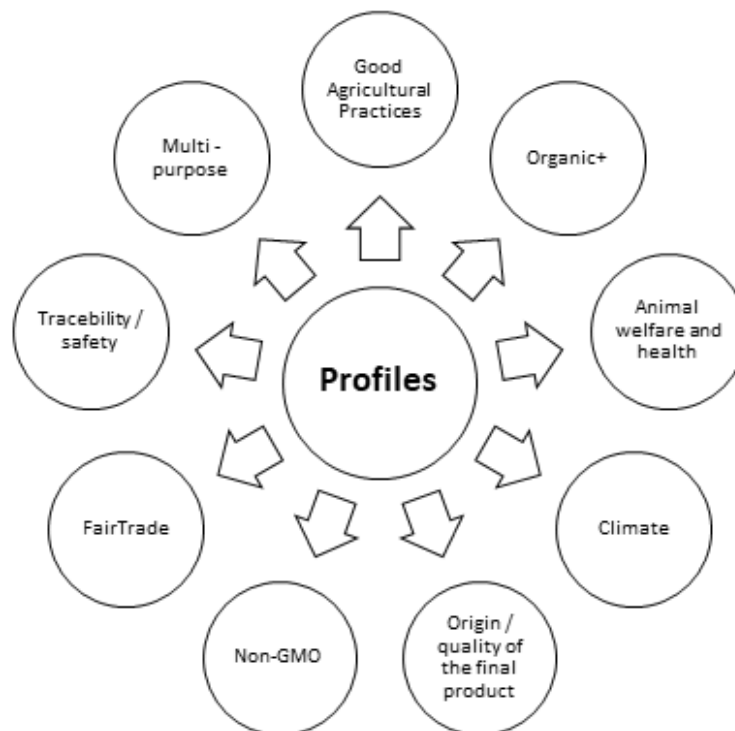 Good
Agricultural
Practices
Organic+
Animal
welfare and
health
Climate
Origin /
quality of
the final
product
Non-GMO
FairTrade
Tracebility /
safety
Multi -
purpose
Profiles